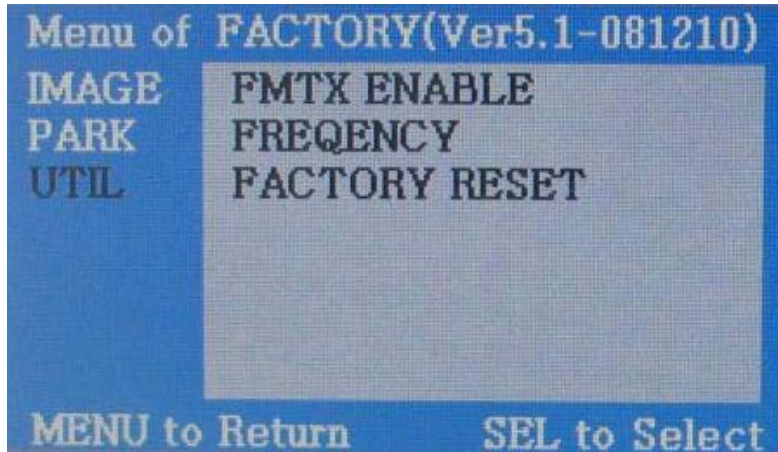 Menu of FACTORY(Ver5.1-081210)
IMAGE FMTX ENABLE
PARK FREQENCY
UTIL FACTORY RESET
MENU to Return SEL to Select